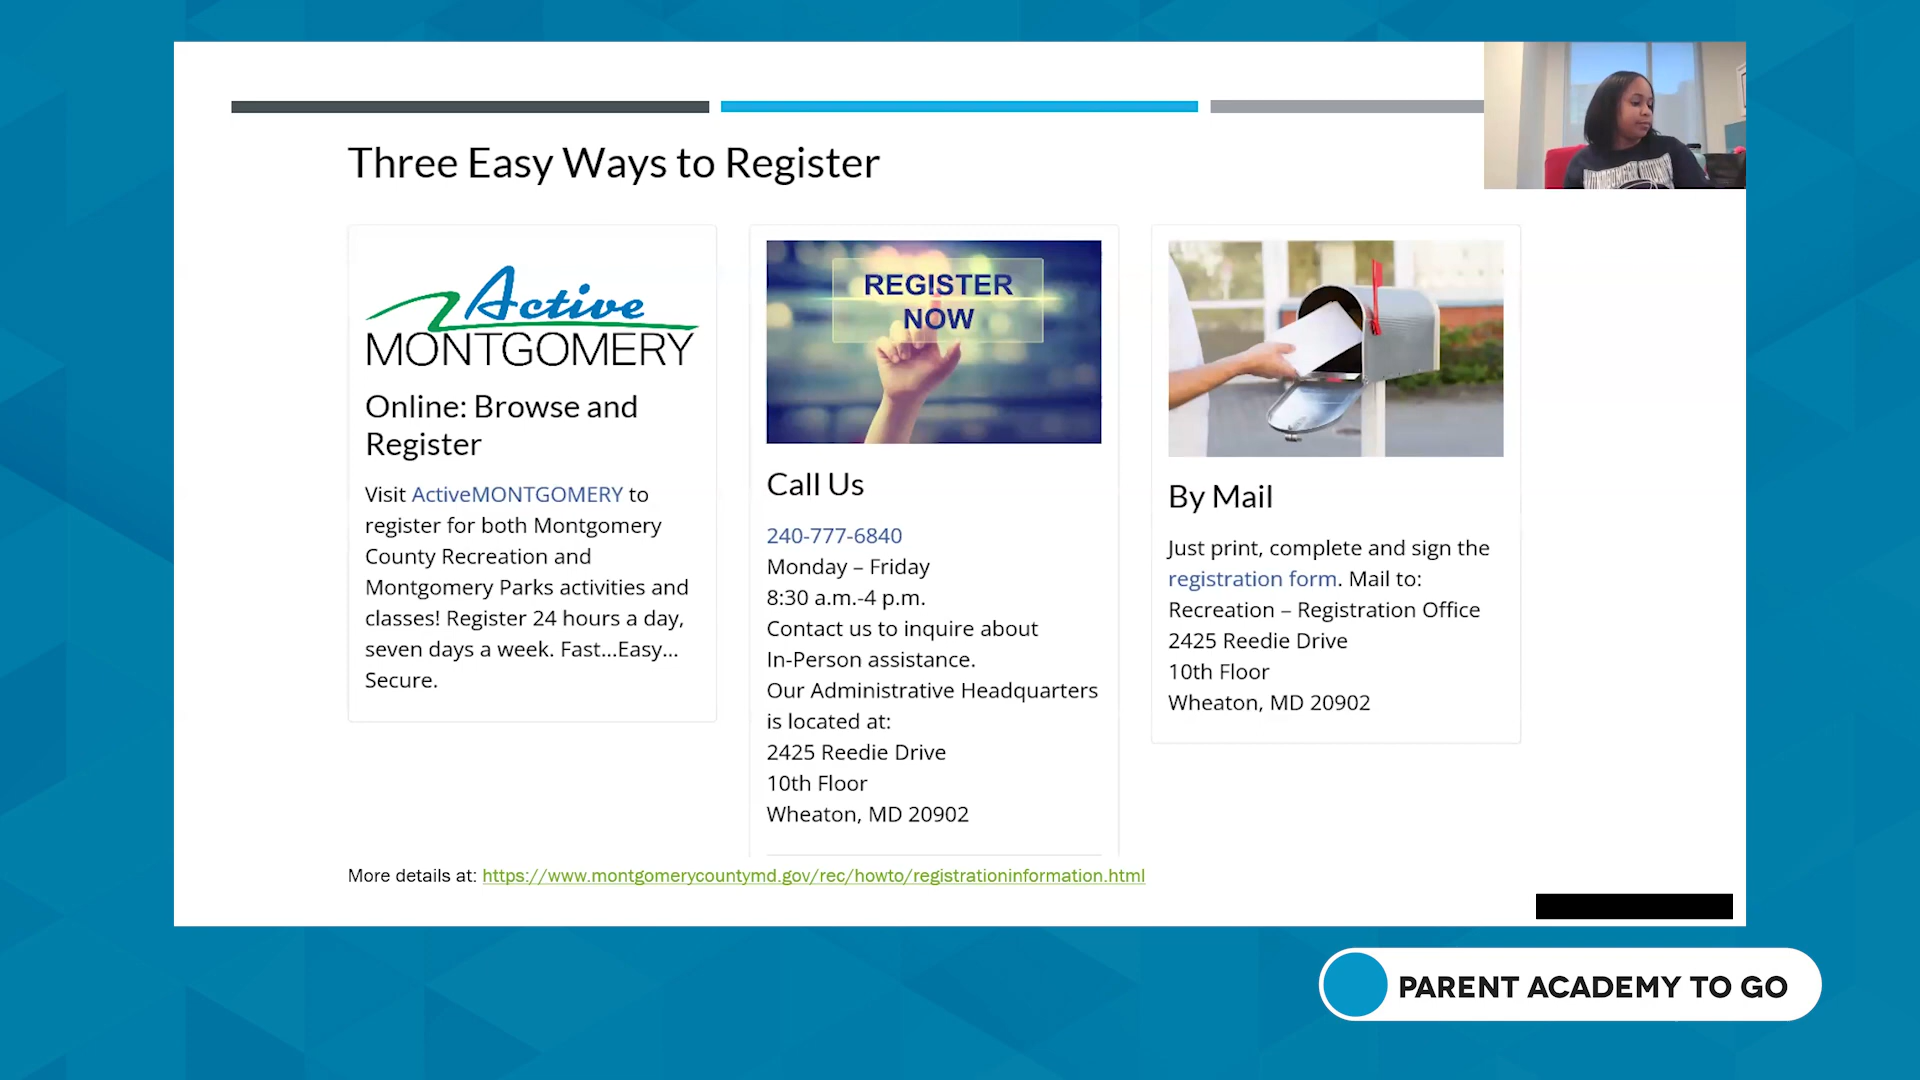 Three Easy Ways to Register
Active
MONTGOMERY
Online: Browse and
Register
Visit ActiveMONTGOMERY to
register for both Montgomery
County Recreation and
Montgomery Parks activities and
classes! Register 24 hours a day,
seven days a week. Fast...Easy...
Secure.
REGISTER
NOW
Call Us
240-777-6840
Monday – Friday
8:30 a.m.-4 p.m.
Contact us to inquire about
In-Person assistance.
Our Administrative Headquarters
is located at:
2425 Reedie Drive
10th Floor
Wheaton, MD 20902
By Mail
Just print, complete and sign the
registration form. Mail to:
Recreation – Registration Office
2425 Reedie Drive
10th Floor
Wheaton, MD 20902
More details at: https://www.montgomerycountymd.gov/rec/howto/registrationinformation.html
PARENT ACADEMY TO GO